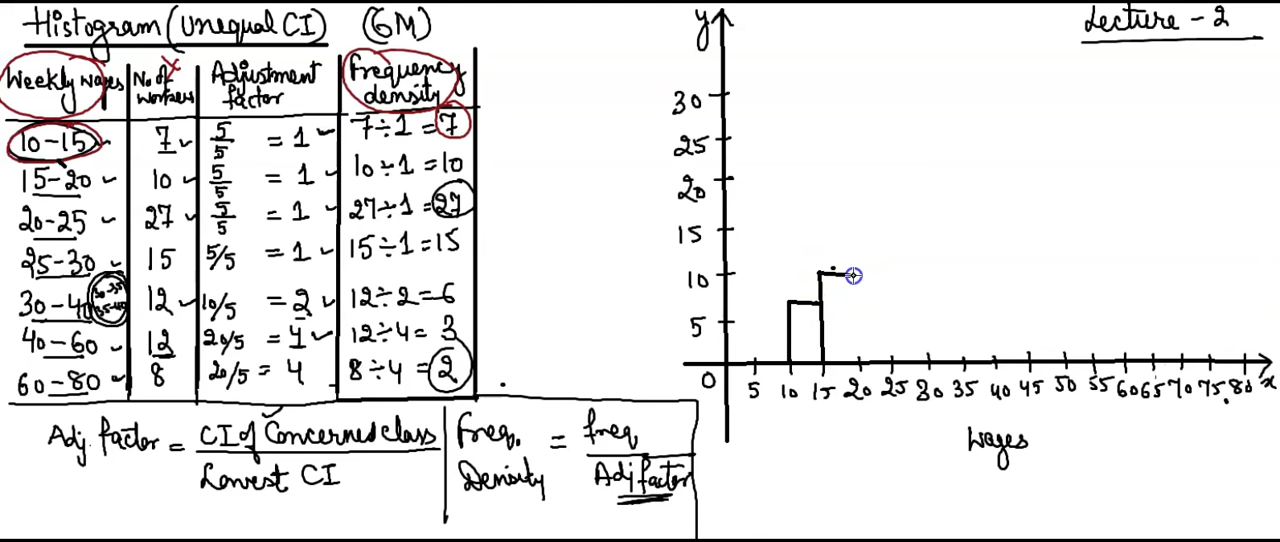 Histogram (Unequal CI) (6M)
Lecture - 2
Weekly wages No. of workers Adjustment factor Frequency density
x
10-15 7 5/5 = 1 7÷1 = 7
15-20 10 5/5 = 1 10÷1 = 10
20-25 27 5/5 = 1 27÷1 = 27
25-30 15 5/5 = 1 15÷1 = 15
30-40 12 10/5 = 2 12÷2 = 6
40-60 12 20/5 = 4 12÷4 = 3
60-80 8 20/5 = 4 8÷4 = 2
Adj. factor = CI of Concerned class / Lowest CI
Freq. Density = freq / Adj factor
y
30
25
20
15
10
5
0 5 10 15 20 25 30 35 40 45 50 55 60 65 70 75 80 x
Wages